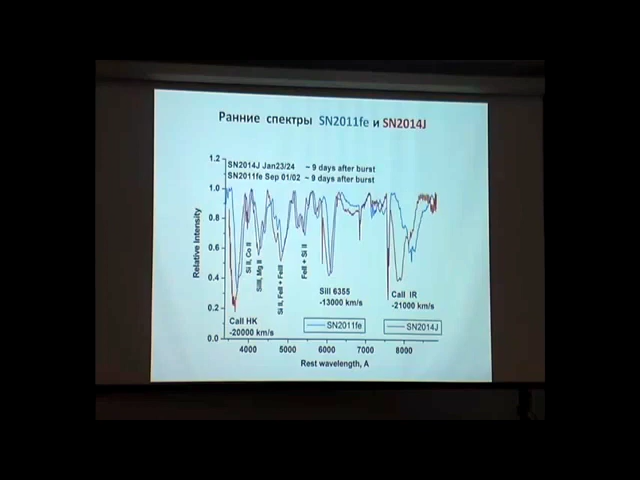 Ранние спектры SN2011fe и SN2014J
SN2014J Jan23/24 ~ 9 days after burst
SN2011fe Sep 01/02 ~ 9 days after burst
1.2
1.0
0.8
0.6
0.4
0.2
0.0
Relative Intensity
Si II, Co II
SiIII, Mg II
Si II, FeII + FeIII
FeII + Si II
CaII HK
-20000 km/s
SiII 6355
-13000 km/s
CaII IR
-21000 km/s
SN2011fe
SN2014J
4000 5000 6000 7000 8000
Rest wavelength, A